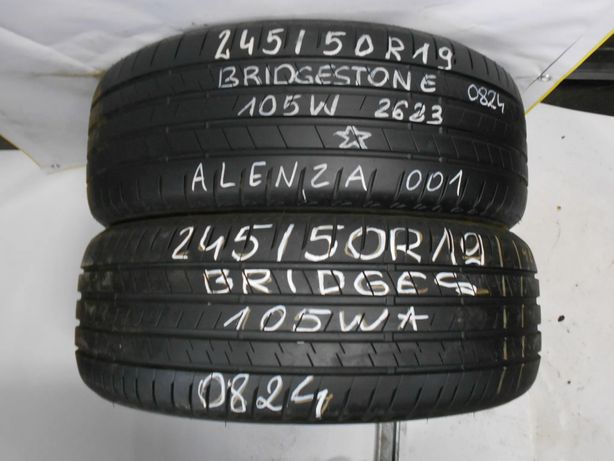 245/50R19
BRIDGESTONE
0824
105W 2623
☆
ALENZA 001
245/50R19
BRIDGES
105W☆
0824